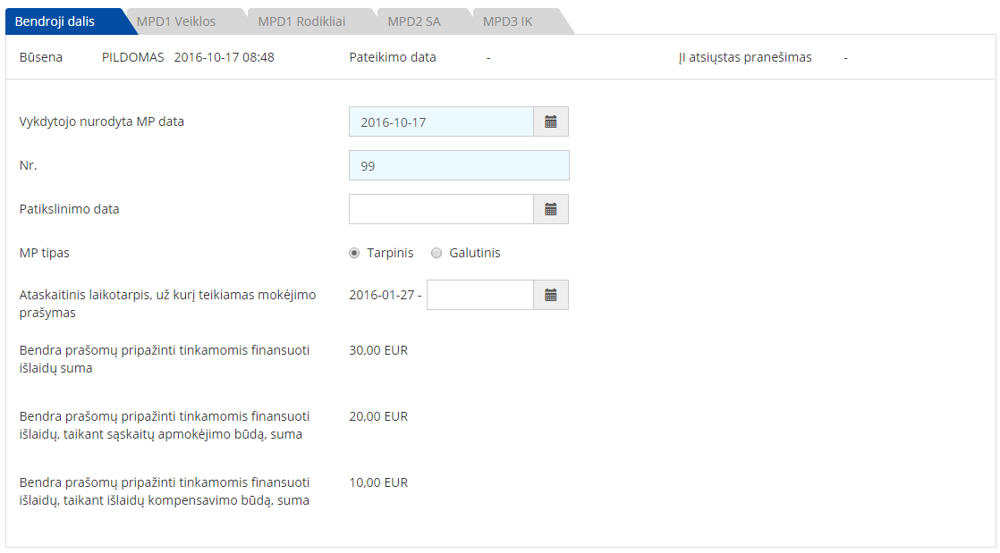 Bendroji dalis MPD1 Veiklos MPD1 Rodikliai MPD2 SA MPD3 IK
Būsena PILDOMAS 2016-10-17 08:48 Pateikimo data - ĮI atsiųstas pranešimas -
Vykdytojo nurodyta MP data 2016-10-17
Nr. 99
Patikslinimo data
MP tipas Tarpinis Galutinis
Ataskaitinis laikotarpis, už kurį teikiamas mokėjimo 2016-01-27 -
prašymas
Bendra prašomų pripažinti tinkamomis finansuoti 30,00 EUR
išlaidų suma
Bendra prašomų pripažinti tinkamomis finansuoti 20,00 EUR
išlaidų, taikant sąskaitų apmokėjimo būdą, suma
Bendra prašomų pripažinti tinkamomis finansuoti 10,00 EUR
išlaidų, taikant išlaidų kompensavimo būdą, suma